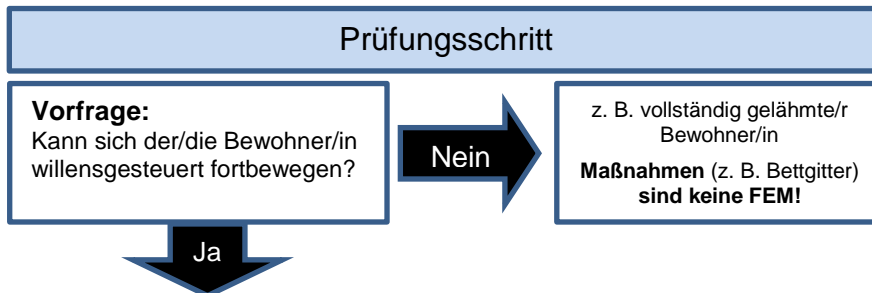 Prüfungsschritt
Vorfrage:
Kann sich der/die Bewohner/in
willensgesteuert fortbewegen?
Nein
z. B. vollständig gelähmte/r
Bewohner/in
Maßnahmen (z. B. Bettgitter)
sind keine FEM!
Ja